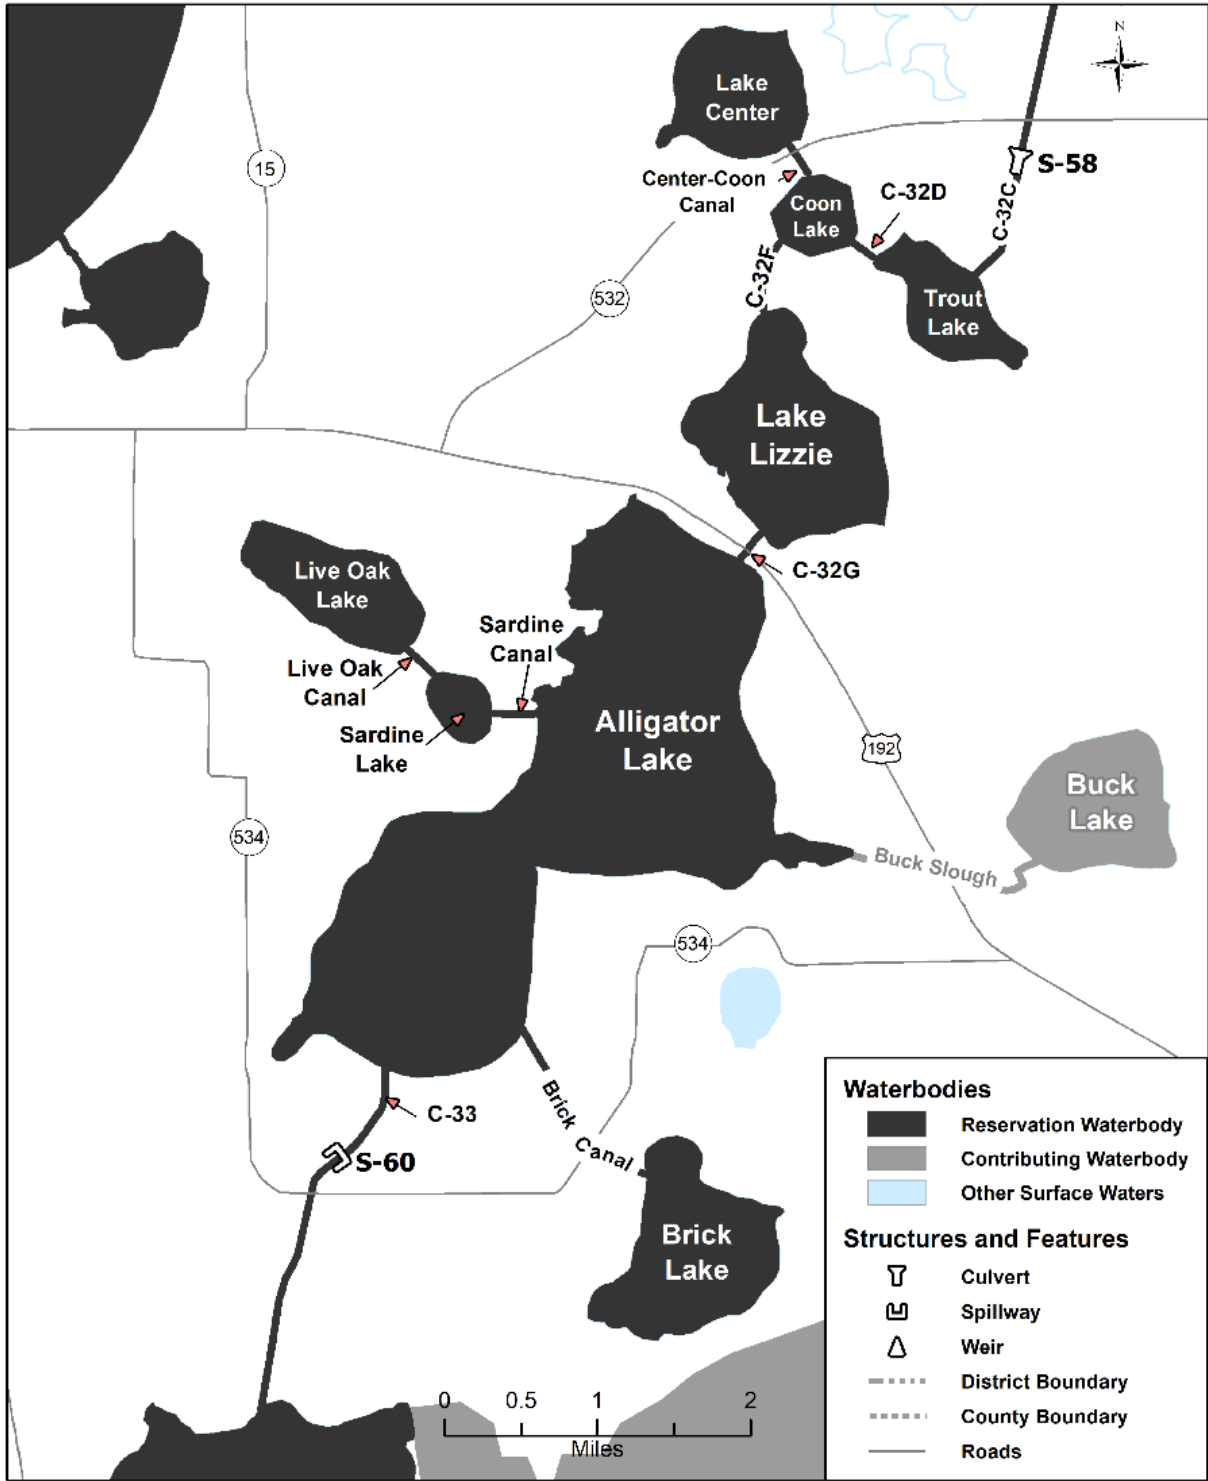 N
Lake
Center
15
S-58
Center-Coon
Canal
C-32D
Coon
Lake
C-32C
C-32F
532
Trout
Lake
Lake
Lizzie
C-32G
Live Oak
Lake
Sardine
Canal
Live Oak
Canal
Sardine
Lake
Alligator
Lake
192
Buck
Lake
534
Buck Slough
534
Brick Canal
C-33
S-60
Brick
Lake
0 0.5 1 2
Miles
Waterbodies
Reservation Waterbody
Contributing Waterbody
Other Surface Waters
Structures and Features
Culvert
Spillway
Weir
District Boundary
County Boundary
Roads